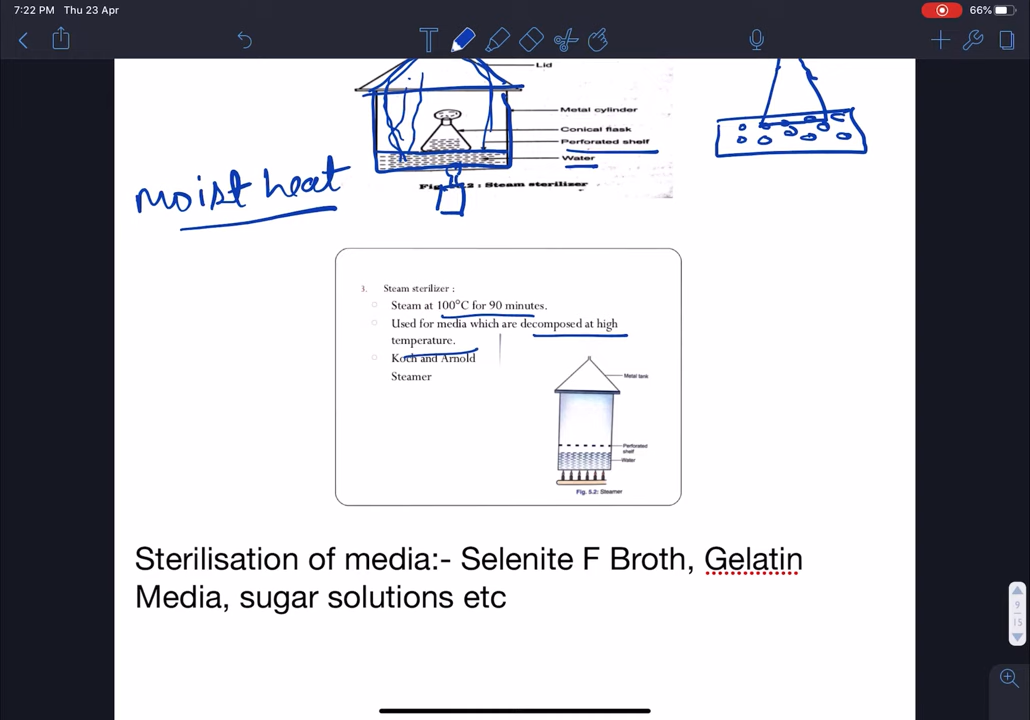 7:22 PM Thu 23 Apr
66%
T
Lid
Metal cylinder
Conical flask
Perforated shelf
Water
: Steam sterilizer
moist heat
3. Steam sterilizer :
Steam at 100°C for 90 minutes.
Used for media which are decomposed at high
temperature.
Koch and Arnold
Steamer
Metal tank
Perforated
shelf
Water
Fig. 5.2: Steamer
Sterilisation of media:- Selenite F Broth, Gelatin
Media, sugar solutions etc
9
15